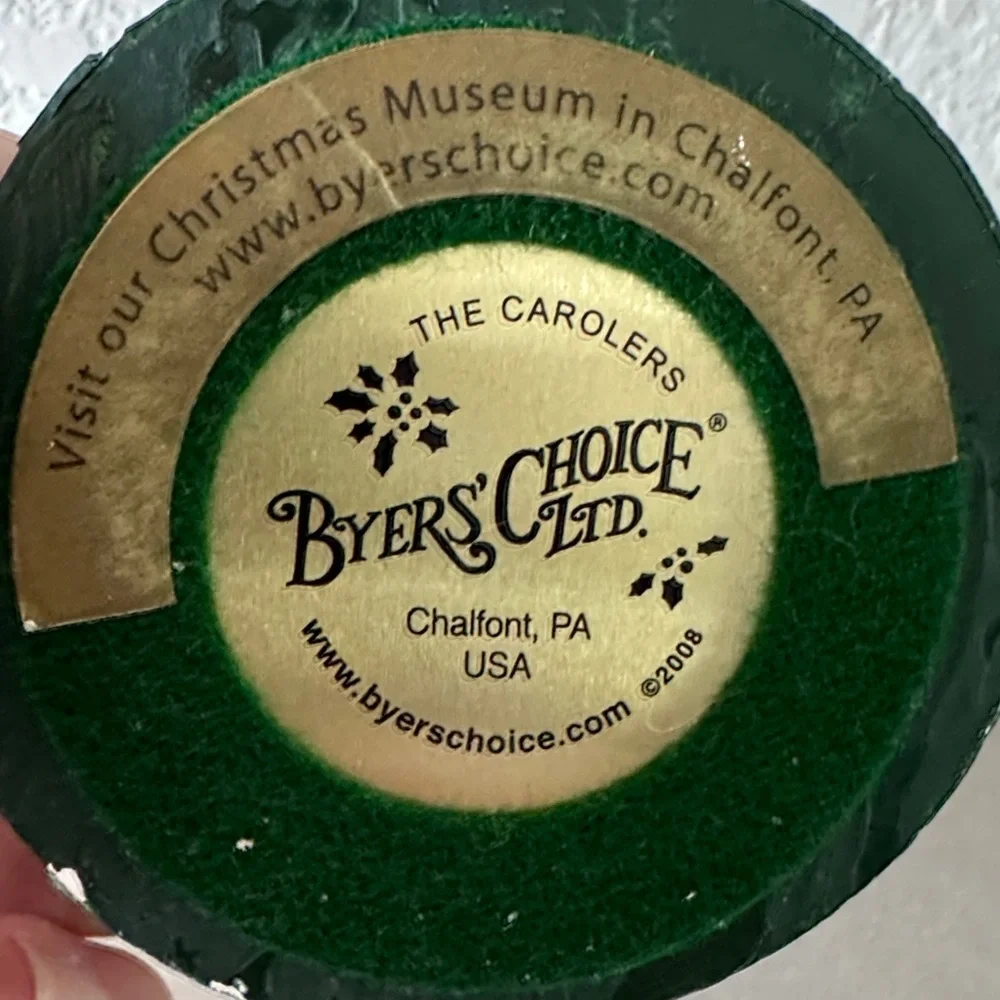 Visit our Christmas Museum in Chalfont, PA
www.byerschoice.com
THE CAROLERS
BYERS' CHOICE®
LTD.
Chalfont, PA
USA
www.byerschoice.com ©2008